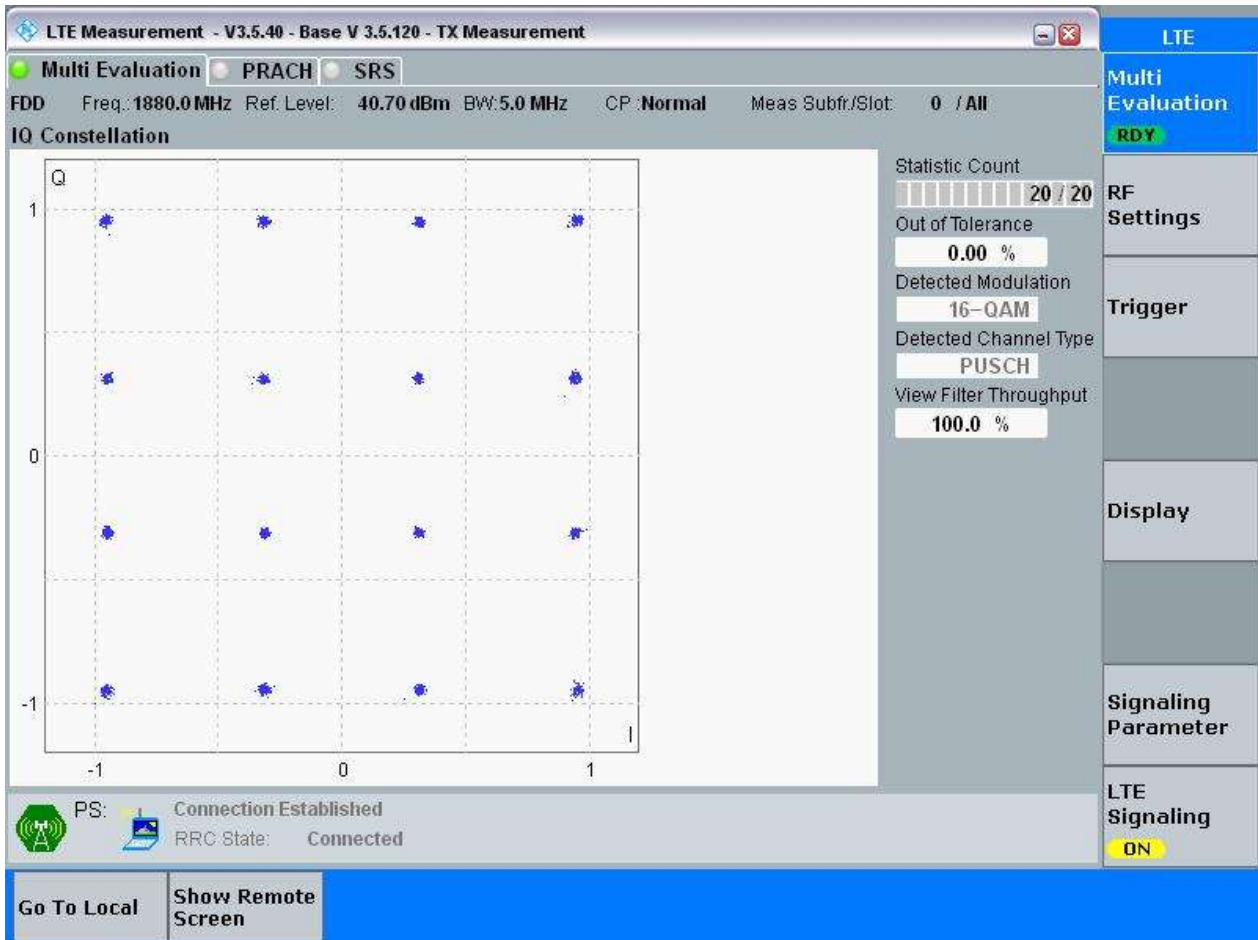 LTE Measurement - V3.5.40 - Base V 3.5.120 - TX Measurement
Multi Evaluation PRACH SRS
FDD Freq.: 1880.0 MHz Ref. Level: 40.70 dBm BW: 5.0 MHz CP : Normal Meas Subfr./Slot: 0 / All
IQ Constellation
Q
1
0
-1
I
-1 0 1
Statistic Count
20 / 20
Out of Tolerance
0.00 %
Detected Modulation
16-QAM
Detected Channel Type
PUSCH
View Filter Throughput
100.0 %
PS: Connection Established
RRC State: Connected
LTE
Multi
Evaluation
RDY
RF
Settings
Trigger
Display
Signaling
Parameter
LTE
Signaling
ON
Go To Local
Show Remote
Screen